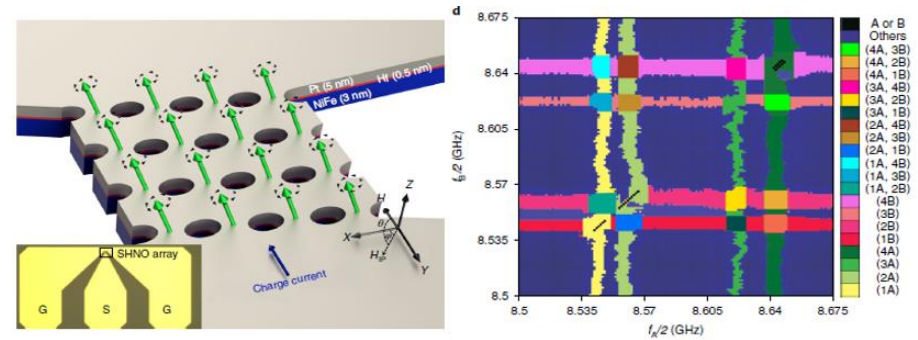 Pt (5 nm)
Hf (0.5 nm)
NiFe (3 nm)
H
Z
X
Y
Charge current
SHNO array
G
S
G
d
8.675
8.64
8.605
8.57
8.535
8.5
8.5
8.535
8.57
8.605
8.64
8.675
fA/2 (GHz)
fB/2 (GHz)
A or B
Others
(4A, 3B)
(4A, 2B)
(4A, 1B)
(3A, 4B)
(3A, 2B)
(3A, 1B)
(2A, 4B)
(2A, 3B)
(2A, 1B)
(1A, 4B)
(1A, 3B)
(1A, 2B)
(4B)
(3B)
(2B)
(1B)
(4A)
(3A)
(2A)
(1A)